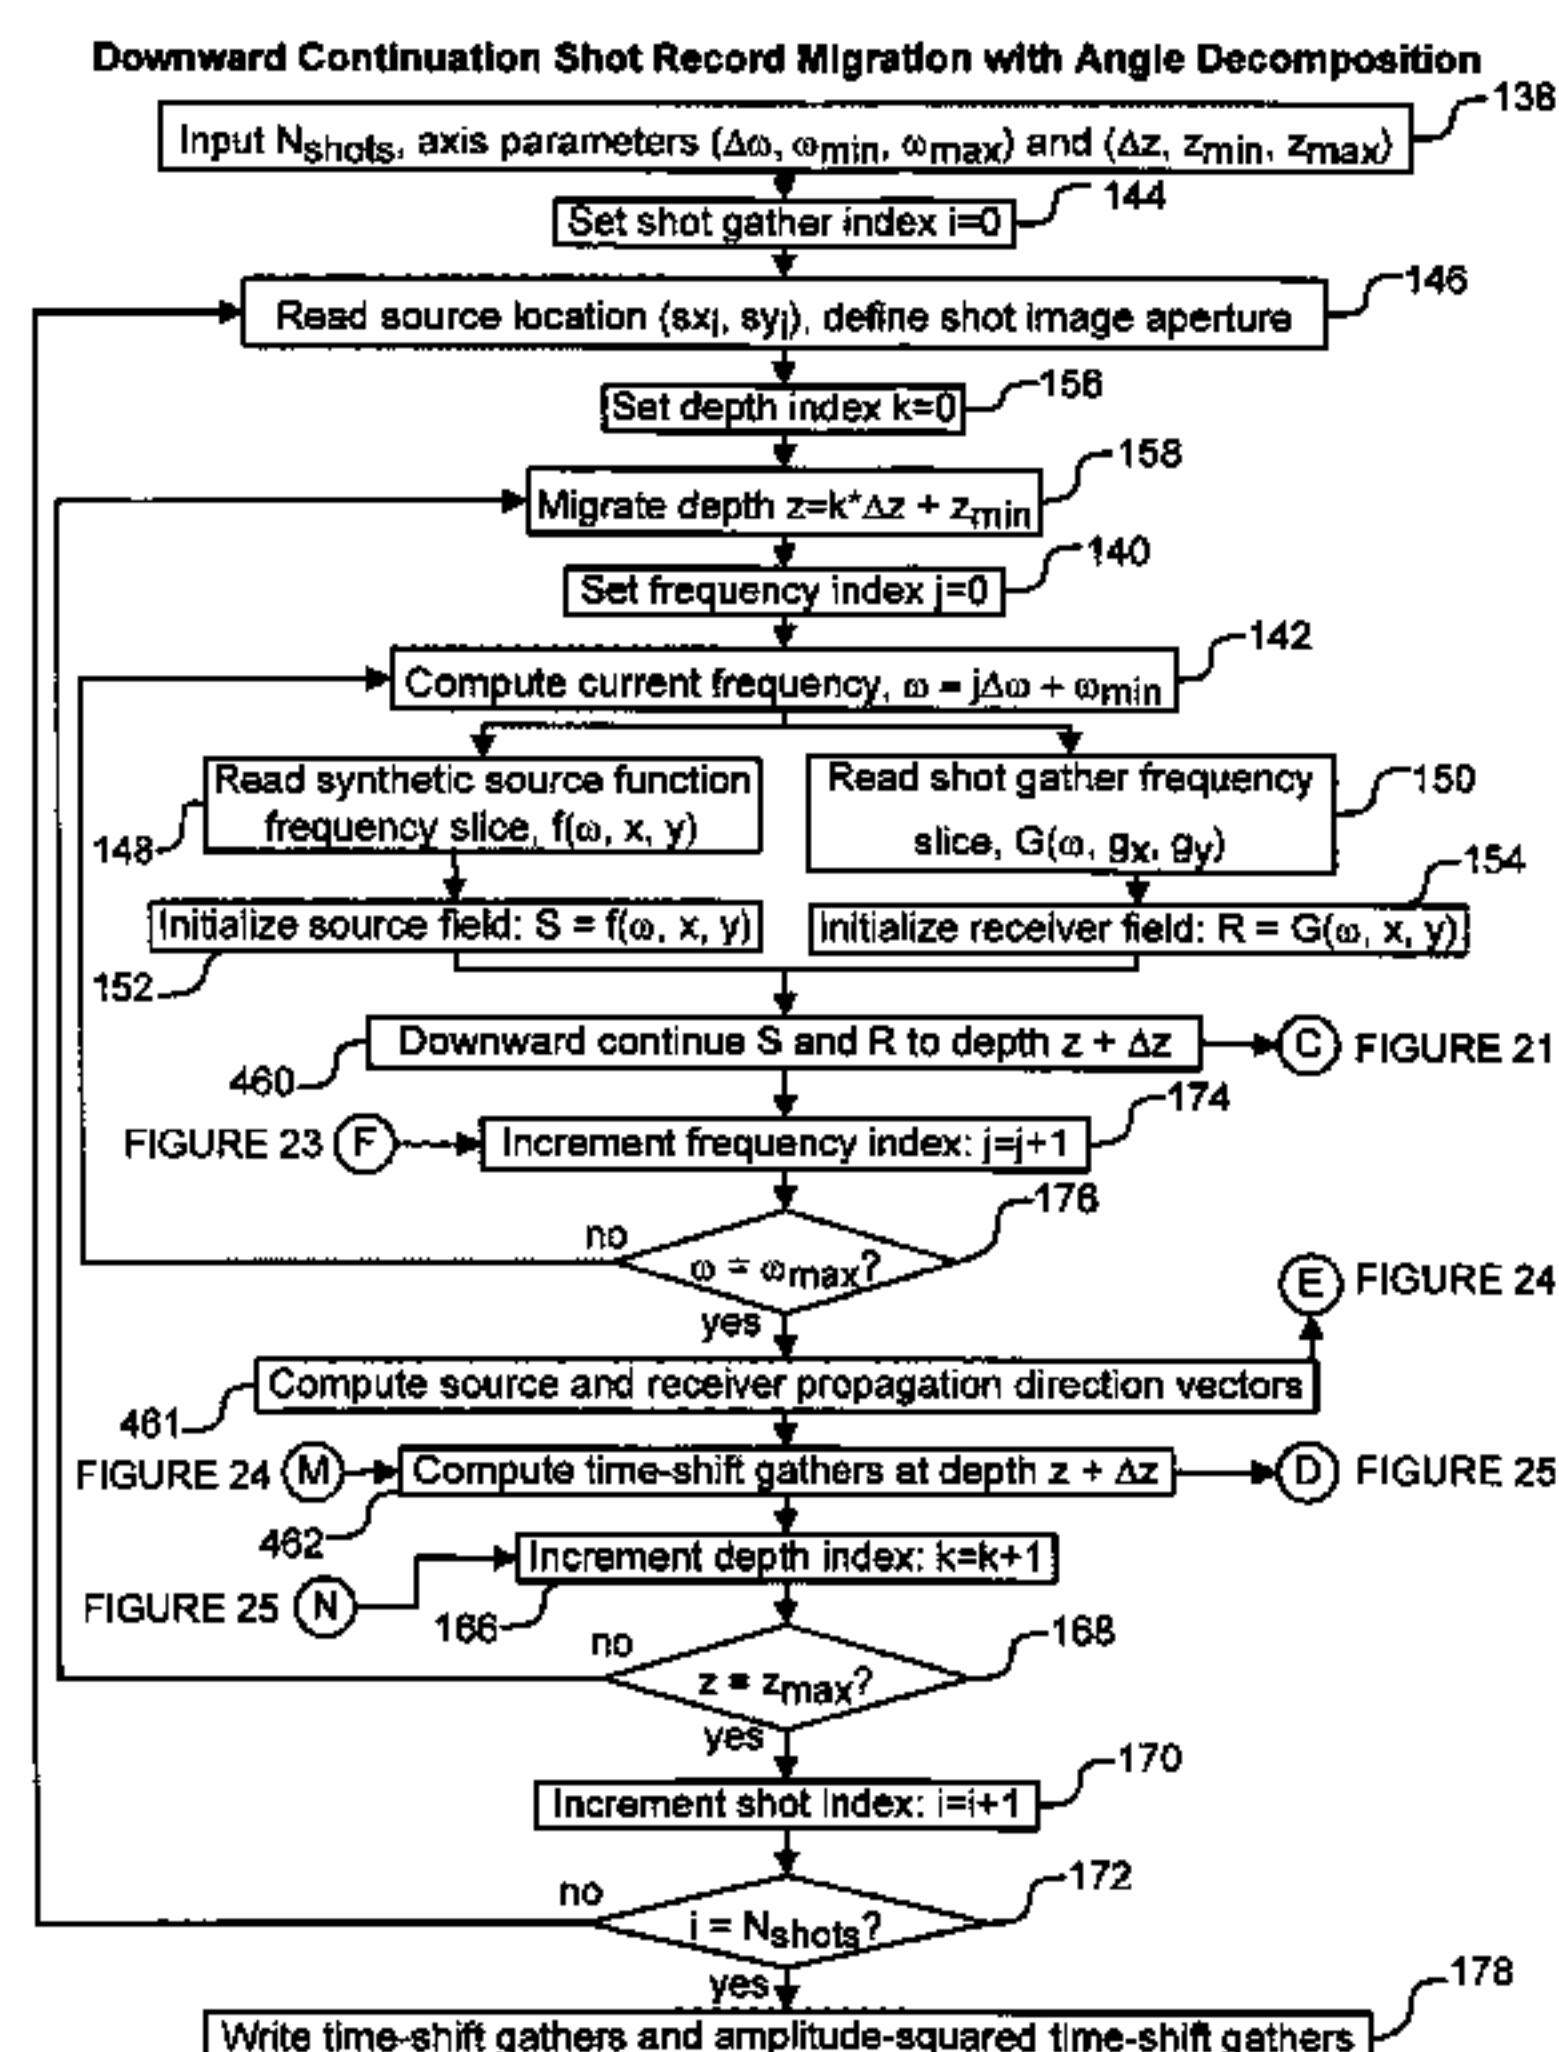 Downward Continuation Shot Record Migration with Angle Decomposition
138
Input Nshots, axis parameters (Δω, ωmin, ωmax) and (Δz, zmin, zmax)
144
Set shot gather index i=0
146
Read source location (sxi, syi), define shot image aperture
156
Set depth index k=0
158
Migrate depth z=k*Δz + zmin
140
Set frequency index j=0
142
Compute current frequency, ω = jΔω + ωmin
Read synthetic source function
frequency slice, f(ω, x, y)
148
Read shot gather frequency
slice, G(ω, gx, gy)
150
154
Initialize source field: S = f(ω, x, y)
Initialize receiver field: R = G(ω, x, y)
152
Downward continue S and R to depth z + Δz
C FIGURE 21
460
174
FIGURE 23 F
Increment frequency index: j=j+1
176
no
ω = ωmax?
E FIGURE 24
yes
Compute source and receiver propagation direction vectors
461
FIGURE 24 M
Compute time-shift gathers at depth z + Δz
D FIGURE 25
462
Increment depth index: k=k+1
FIGURE 25 N
166
168
no
z = zmax?
yes
170
Increment shot Index: i=i+1
172
no
i = Nshots?
yes
178
Write time-shift gathers and amplitude-squared time-shift gathers